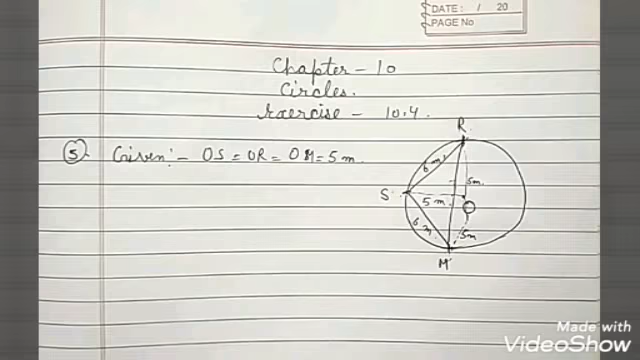 DATE: / 20
PAGE No
Chapter - 10
Circles.
Exercise - 10.4
(5). Given:- OS = OR = OM = 5 m.
R
6 m.
5m.
S
5 m.
O
6 m.
5m
M
Made with
VideoShow